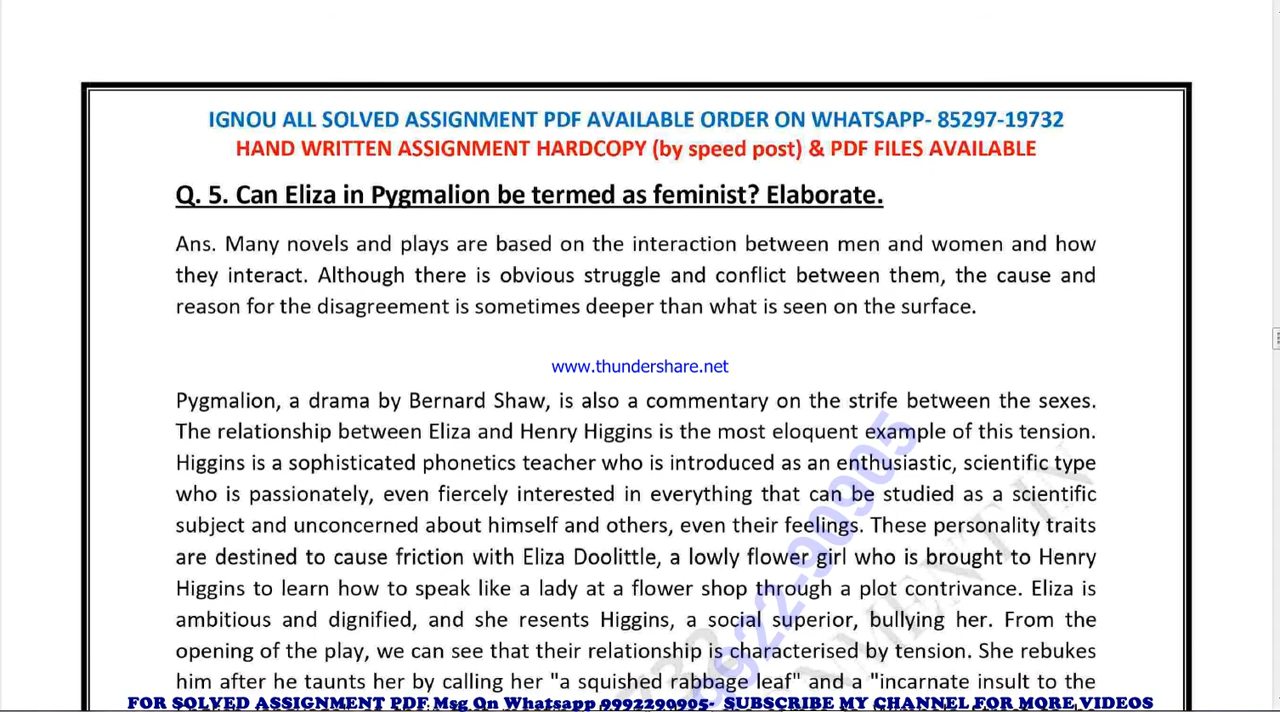 IGNOU ALL SOLVED ASSIGNMENT PDF AVAILABLE ORDER ON WHATSAPP- 85297-19732
HAND WRITTEN ASSIGNMENT HARDCOPY (by speed post) & PDF FILES AVAILABLE
Q. 5. Can Eliza in Pygmalion be termed as feminist? Elaborate.
Ans. Many novels and plays are based on the interaction between men and women and how
they interact. Although there is obvious struggle and conflict between them, the cause and
reason for the disagreement is sometimes deeper than what is seen on the surface.
www.thundershare.net
Pygmalion, a drama by Bernard Shaw, is also a commentary on the strife between the sexes.
The relationship between Eliza and Henry Higgins is the most eloquent example of this tension.
Higgins is a sophisticated phonetics teacher who is introduced as an enthusiastic, scientific type
who is passionately, even fiercely interested in everything that can be studied as a scientific
subject and unconcerned about himself and others, even their feelings. These personality traits
are destined to cause friction with Eliza Doolittle, a lowly flower girl who is brought to Henry
Higgins to learn how to speak like a lady at a flower shop through a plot contrivance. Eliza is
ambitious and dignified, and she resents Higgins, a social superior, bullying her. From the
opening of the play, we can see that their relationship is characterised by tension. She rebukes
him after he taunts her by calling her "a squished rabbage leaf" and a "incarnate insult to the
FOR SOLVED ASSIGNMENT PDF Msg On Whatsapp 9992290905- SUBSCRIBE MY CHANNEL FOR MORE VIDEOS